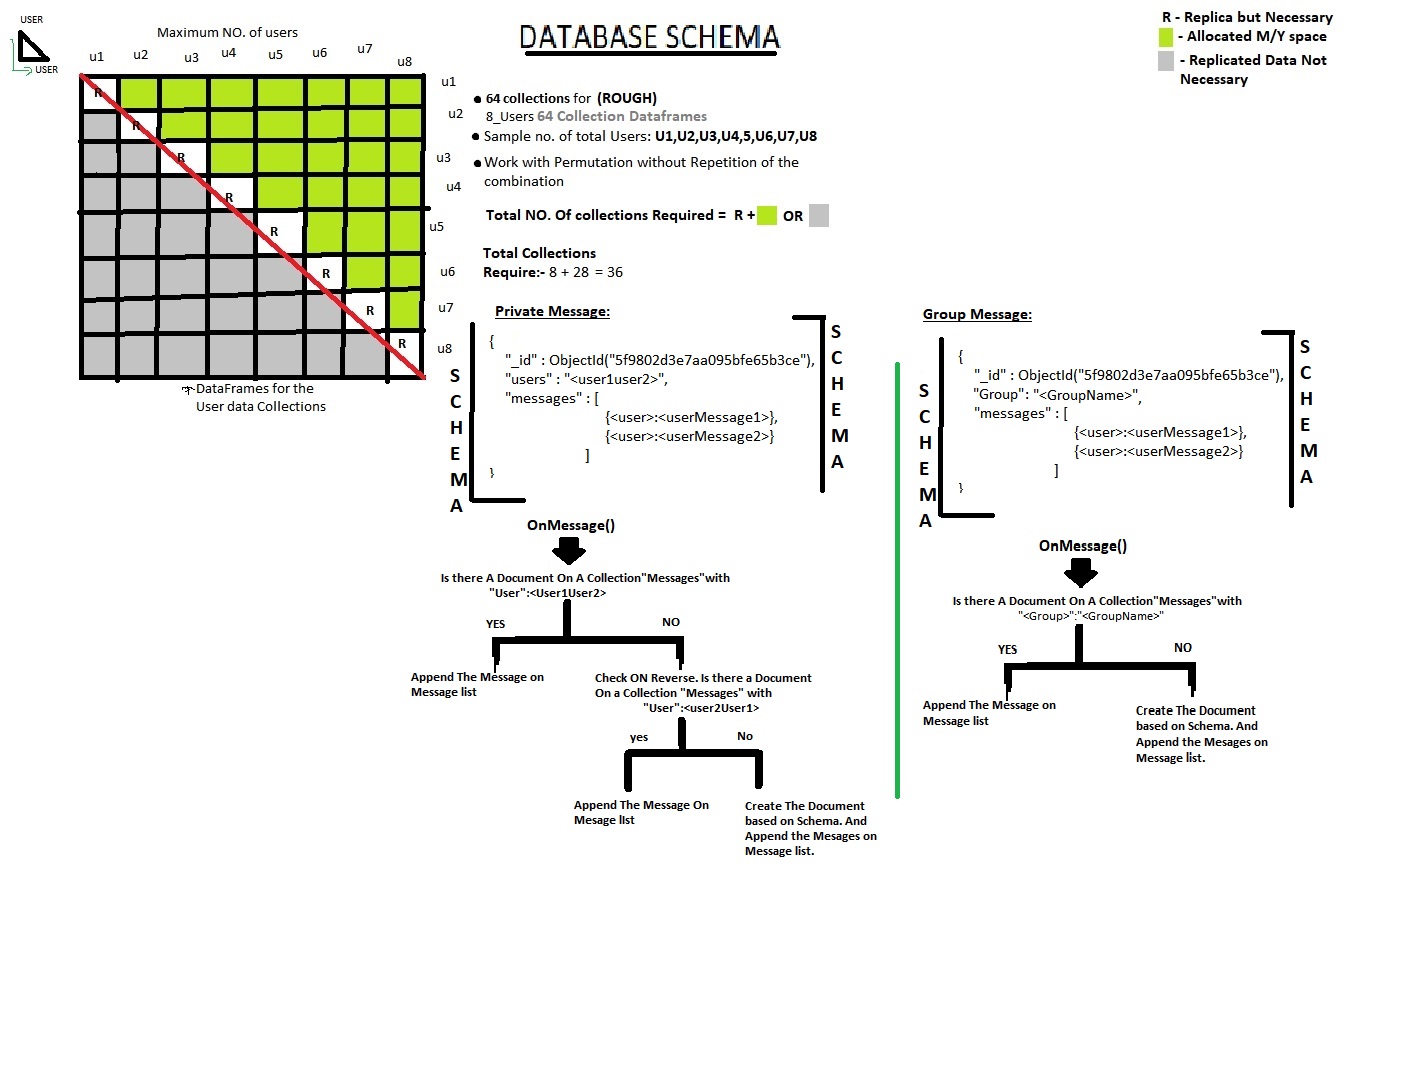 USER
USER
Maximum NO. of users
u1 u2 u3 u4 u5 u6 u7 u8
R u1
R u2
R u3
R u4
R u5
R u6
R u7
R u8
DataFrames for the
User data Collections
DATABASE SCHEMA
R - Replica but Necessary
- Allocated M/Y space
- Replicated Data Not
Necessary
64 collections for (ROUGH)
8_Users 64 Collection Dataframes
Sample no. of total Users: U1,U2,U3,U4,5,U6,U7,U8
Work with Permutation without Repetition of the
combination
Total NO. Of collections Required = R + OR
Total Collections
Require:- 8 + 28 = 36
Private Message:
SCHEMA
{
"_id" : ObjectId("5f9802d3e7aa095bfe65b3ce"),
"users" : "<user1user2>",
"messages" : [
{<user>:<userMessage1>},
{<user>:<userMessage2>}
]
}
SCHEMA
OnMessage()
Is there A Document On A Collection"Messages"with
"User":<User1User2>
YES NO
Append The Message on
Message list
Check ON Reverse. Is there a Document
On a Collection "Messages" with
"User":<user2User1>
yes No
Append The Message On
Mesage list
Create The Document
based on Schema. And
Append the Mesages on
Message list.
Group Message:
SCHEMA
{
"_id" : ObjectId("5f9802d3e7aa095bfe65b3ce"),
"Group": "<GroupName>",
"messages" : [
{<user>:<userMessage1>},
{<user>:<userMessage2>}
]
}
SCHEMA
OnMessage()
Is there A Document On A Collection"Messages"with
"<Group>":"<GroupName>"
YES NO
Append The Message on
Message list
Create The Document
based on Schema. And
Append the Mesages on
Message list.